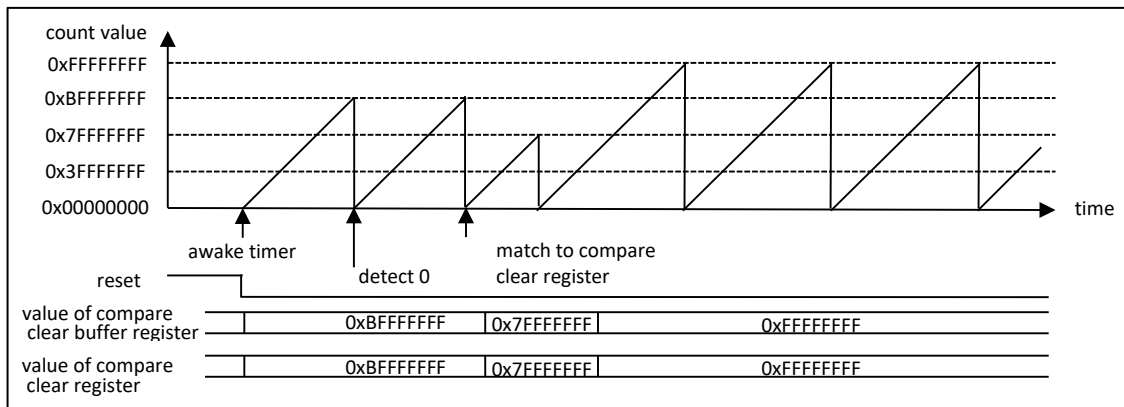 count value
0xFFFFFFFF
0xBFFFFFFF
0x7FFFFFFF
0x3FFFFFFF
0x00000000
time
awake timer
detect 0
match to compare
clear register
reset
value of compare
clear buffer register
0xBFFFFFFF
0x7FFFFFFF
0xFFFFFFFF
value of compare
clear register
0xBFFFFFFF
0x7FFFFFFF
0xFFFFFFFF